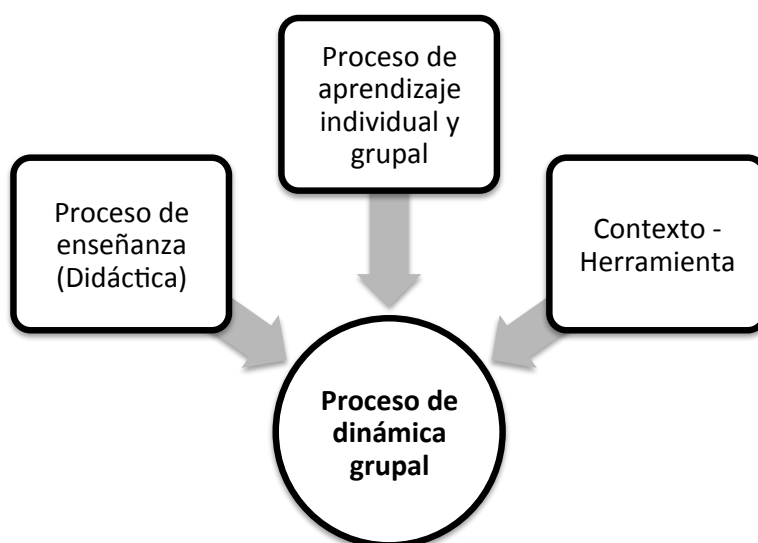 Proceso de
aprendizaje
individual y
grupal
Proceso de
enseñanza
(Didáctica)
Contexto -
Herramienta
Proceso de
dinámica
grupal